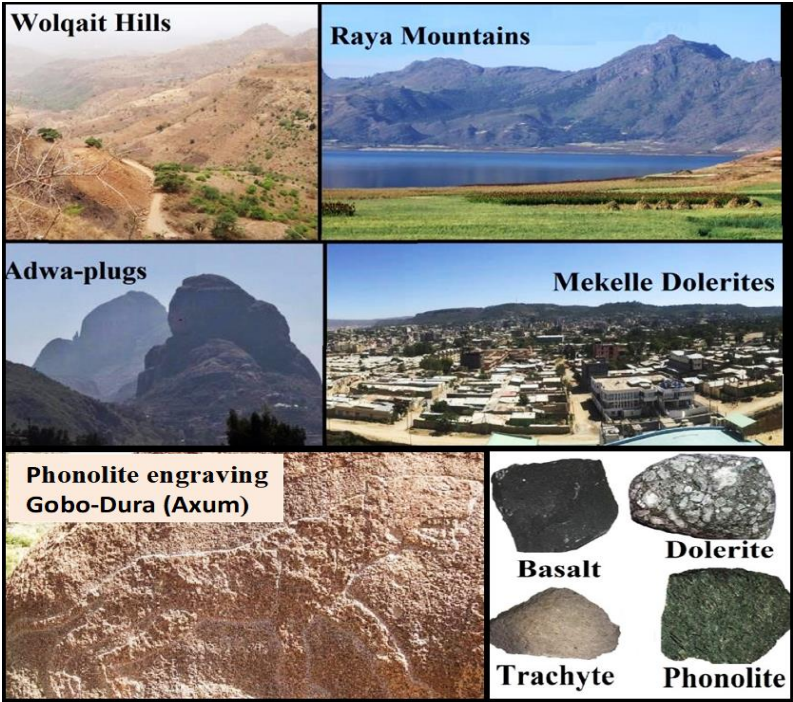 Wolqait Hills
Raya Mountains
Adwa-plugs
Mekelle Dolerites
Phonolite engraving
Gobo-Dura (Axum)
Basalt
Dolerite
Trachyte
Phonolite